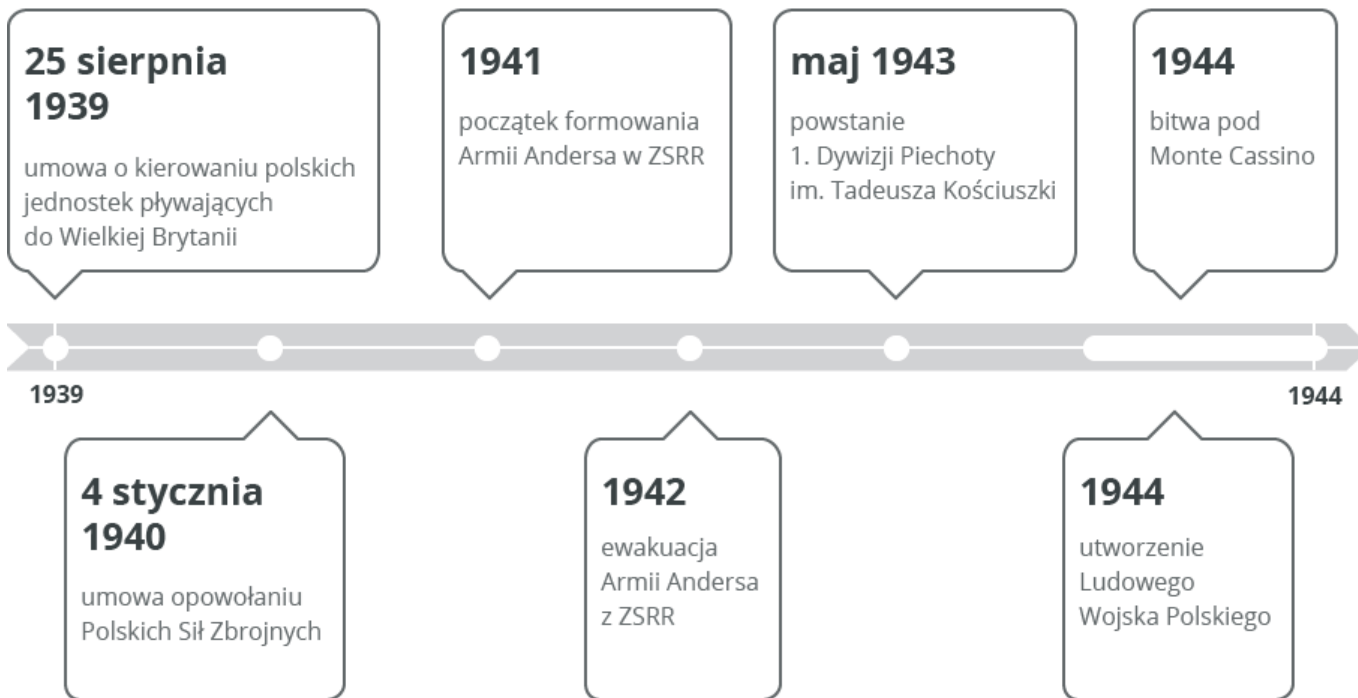 25 sierpnia
1939
umowa o kierowaniu polskich
jednostek pływających
do Wielkiej Brytanii
1941
początek formowania
Armii Andersa w ZSRR
maj 1943
powstanie
1. Dywizji Piechoty
im. Tadeusza Kościuszki
1944
bitwa pod
Monte Cassino
1939
1944
4 stycznia
1940
umowa opowołaniu
Polskich Sił Zbrojnych
1942
ewakuacja
Armii Andersa
z ZSRR
1944
utworzenie
Ludowego
Wojska Polskiego